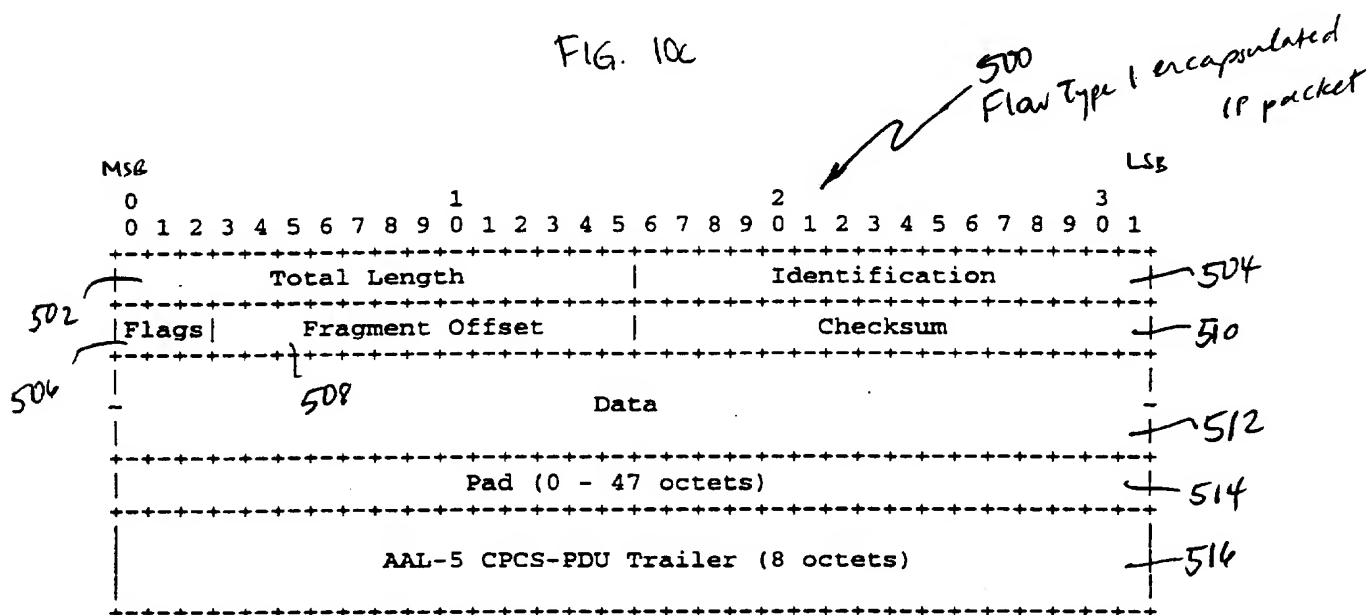 FIG. 10c
500
Flow Type 1 encapsulated
IP packet
MSB
LSB
0 1 2 3
0 1 2 3 4 5 6 7 8 9 0 1 2 3 4 5 6 7 8 9 0 1 2 3 4 5 6 7 8 9 0 1
+-+-+-+-+-+-+-+-+-+-+-+-+-+-+-+-+-+-+-+-+-+-+-+-+-+-+-+-+-+-+-+-+
| Total Length | Identification |
502
504
+-+-+-+-+-+-+-+-+-+-+-+-+-+-+-+-+-+-+-+-+-+-+-+-+-+-+-+-+-+-+-+-+
|Flags| Fragment Offset | Checksum |
506
508
510
+-+-+-+-+-+-+-+-+-+-+-+-+-+-+-+-+-+-+-+-+-+-+-+-+-+-+-+-+-+-+-+-+
| Data |
512
+-+-+-+-+-+-+-+-+-+-+-+-+-+-+-+-+-+-+-+-+-+-+-+-+-+-+-+-+-+-+-+-+
| Pad (0 - 47 octets) |
514
+-+-+-+-+-+-+-+-+-+-+-+-+-+-+-+-+-+-+-+-+-+-+-+-+-+-+-+-+-+-+-+-+
| AAL-5 CPCS-PDU Trailer (8 octets) |
516
+-+-+-+-+-+-+-+-+-+-+-+-+-+-+-+-+-+-+-+-+-+-+-+-+-+-+-+-+-+-+-+-+